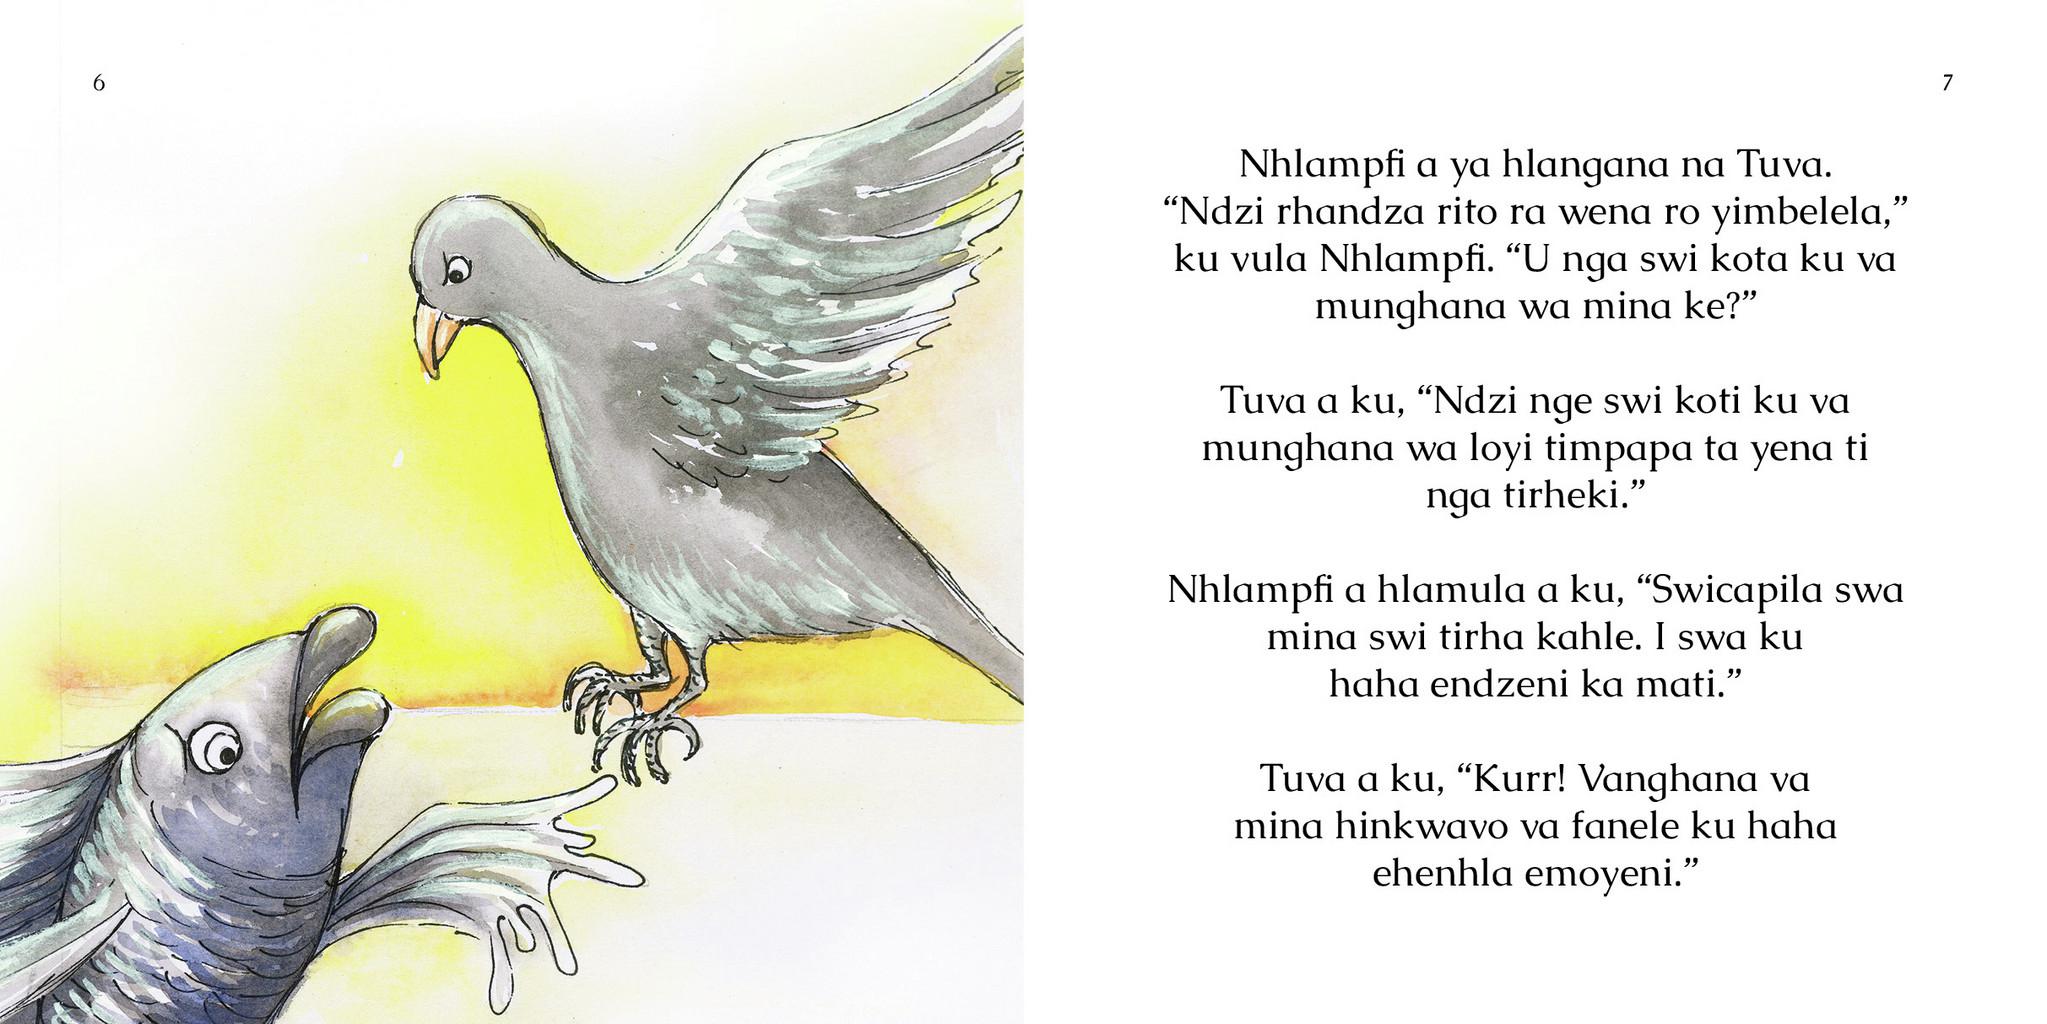 6
7
Nhlampfi a ya hlangana na Tuva.
“Ndzi rhandza rito ra wena ro yimbelela,”
ku vula Nhlampfi. “U nga swi kota ku va
munghana wa mina ke?”
Tuva a ku, “Ndzi nge swi koti ku va
munghana wa loyi timpapa ta yena ti
nga tirheki.”
Nhlampfi a hlamula a ku, “Swicapila swa
mina swi tirha kahle. I swa ku
haha endzeni ka mati.”
Tuva a ku, “Kurr! Vanghana va
mina hinkwavo va fanele ku haha
ehenhla emoyeni.”